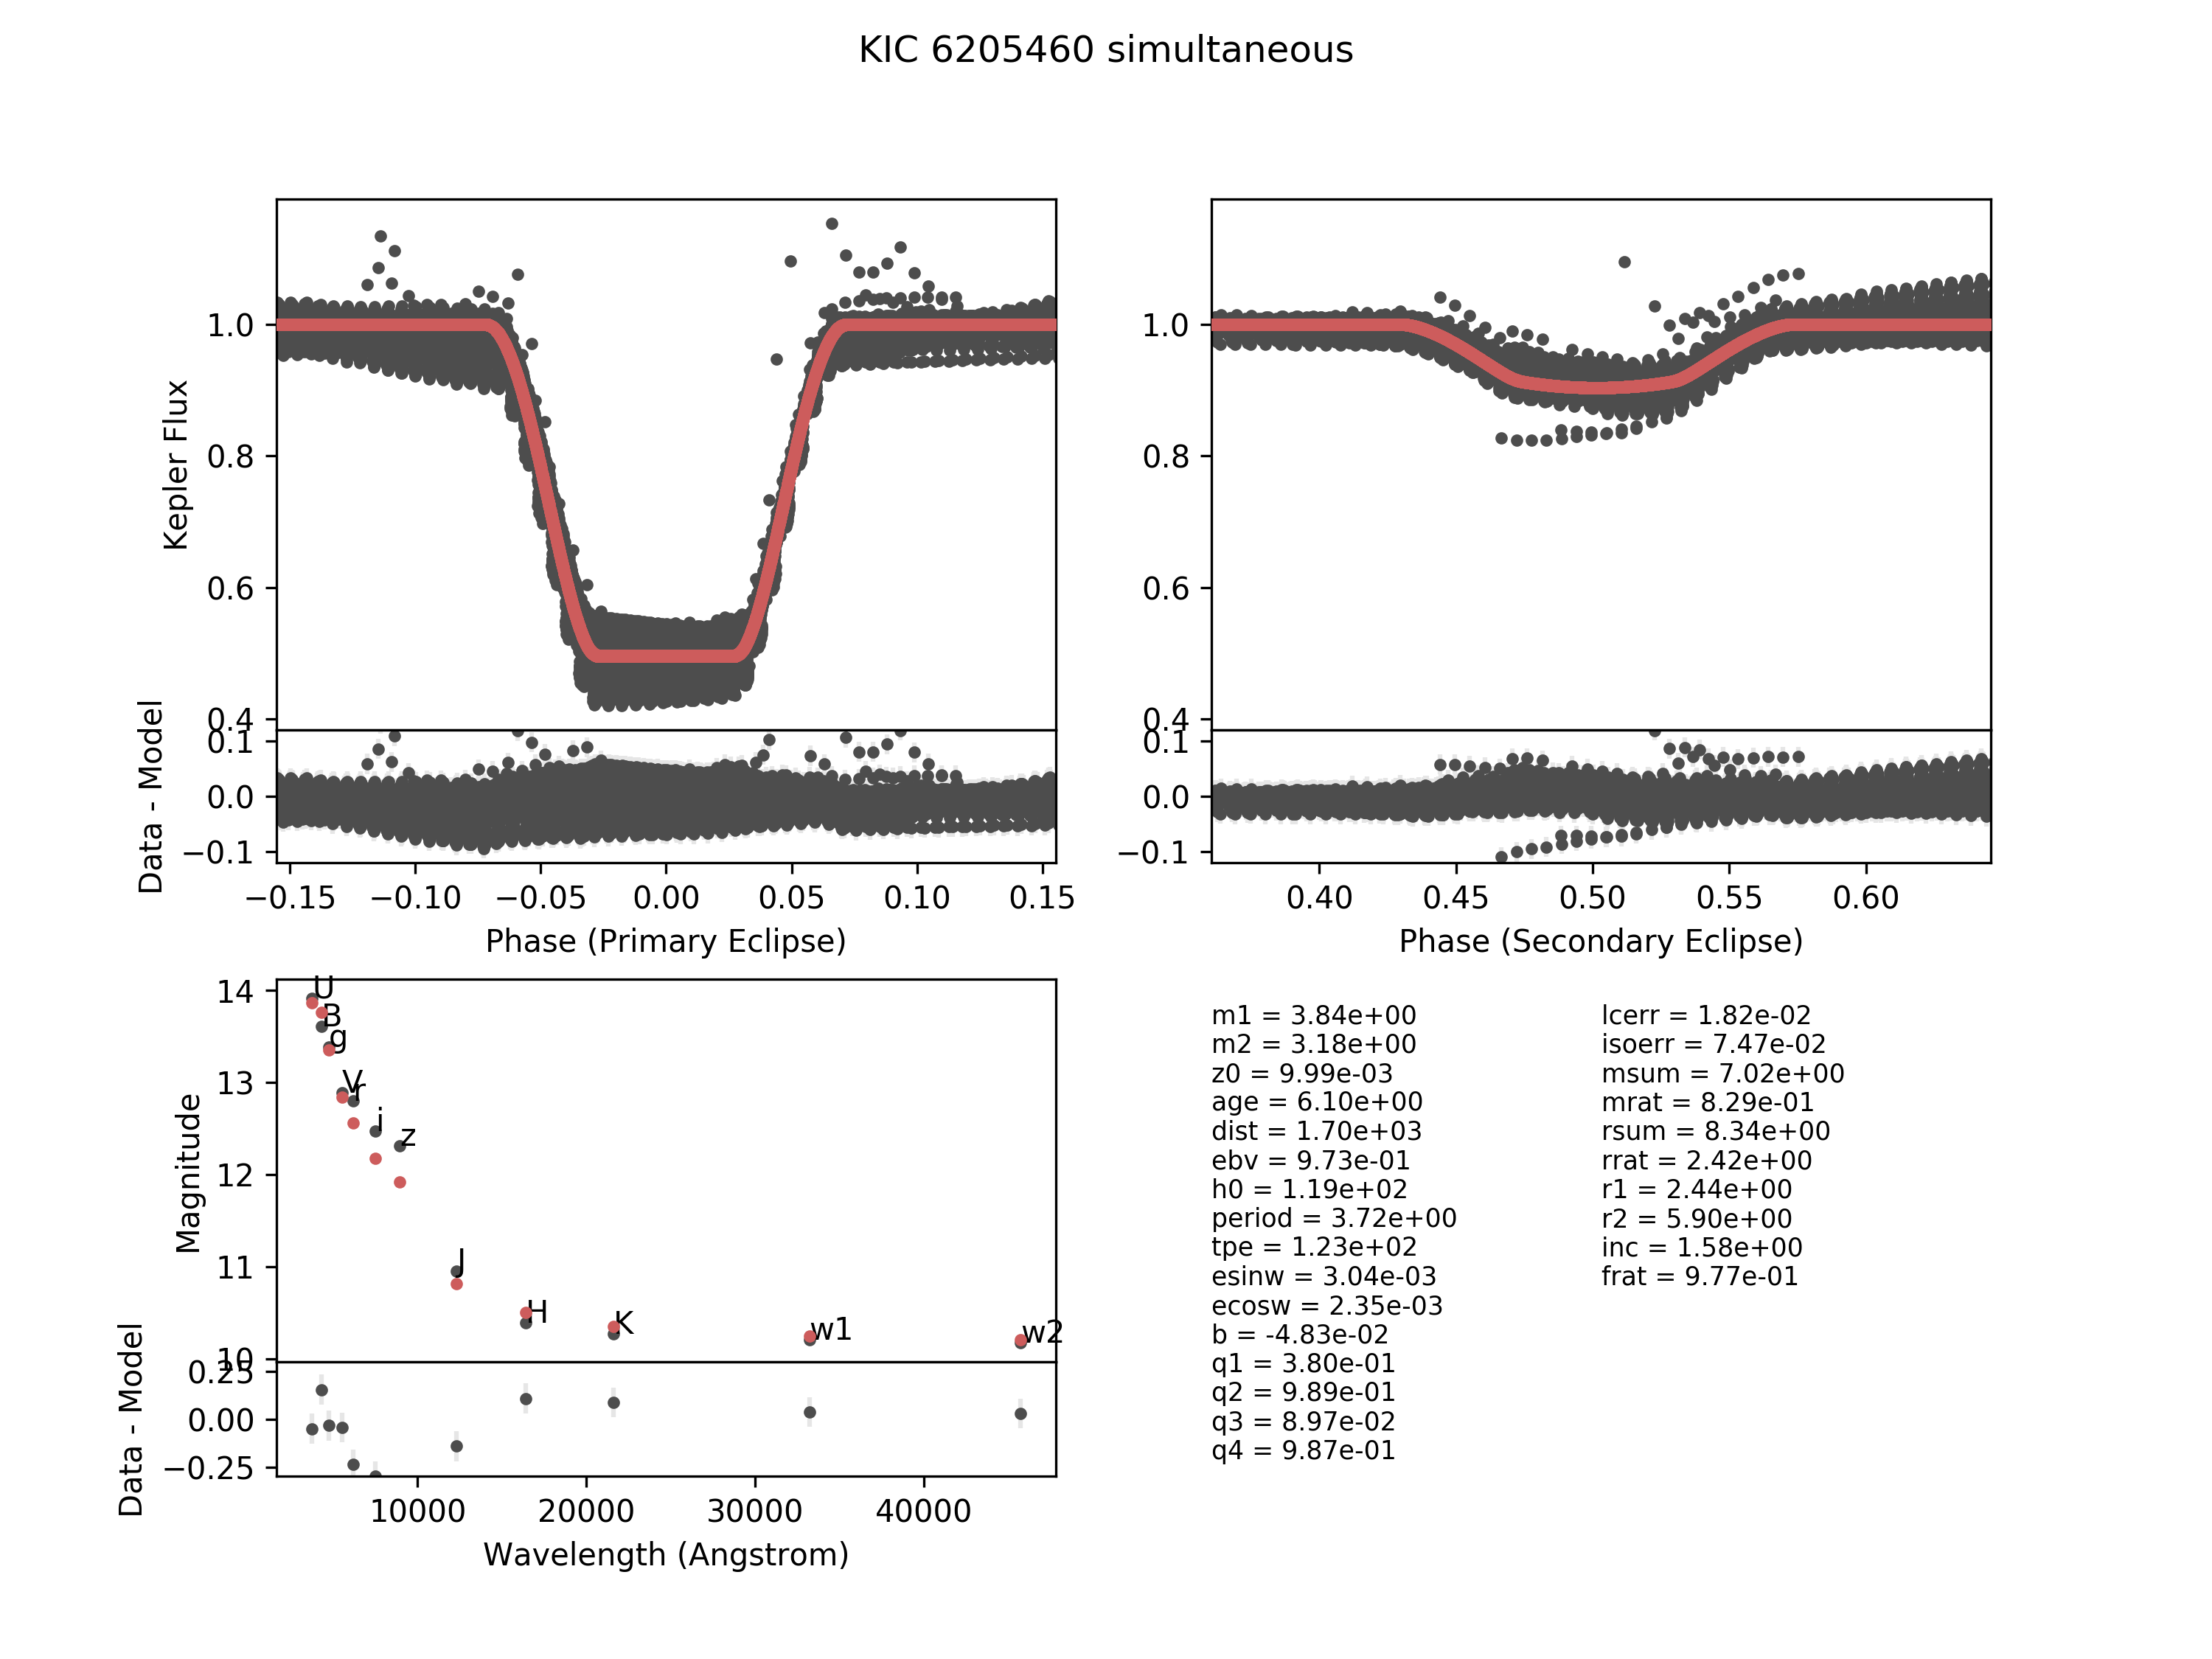 KIC 6205460 simultaneous
Kepler Flux
1.0
0.8
0.6
0.4
Data - Model
0.1
0.0
−0.1
−0.15 −0.10 −0.05 0.00 0.05 0.10 0.15
Phase (Primary Eclipse)
1.0
0.8
0.6
0.4
0.1
0.0
−0.1
0.40 0.45 0.50 0.55 0.60
Phase (Secondary Eclipse)
Magnitude
14
13
12
11
10
U
B
g
V
r
i
z
J
H
K
w1
w2
Data - Model
0.25
0.00
−0.25
10000 20000 30000 40000
Wavelength (Angstrom)
m1 = 3.84e+00
m2 = 3.18e+00
z0 = 9.99e-03
age = 6.10e+00
dist = 1.70e+03
ebv = 9.73e-01
h0 = 1.19e+02
period = 3.72e+00
tpe = 1.23e+02
esinw = 3.04e-03
ecosw = 2.35e-03
b = -4.83e-02
q1 = 3.80e-01
q2 = 9.89e-01
q3 = 8.97e-02
q4 = 9.87e-01
lcerr = 1.82e-02
isoerr = 7.47e-02
msum = 7.02e+00
mrat = 8.29e-01
rsum = 8.34e+00
rrat = 2.42e+00
r1 = 2.44e+00
r2 = 5.90e+00
inc = 1.58e+00
frat = 9.77e-01